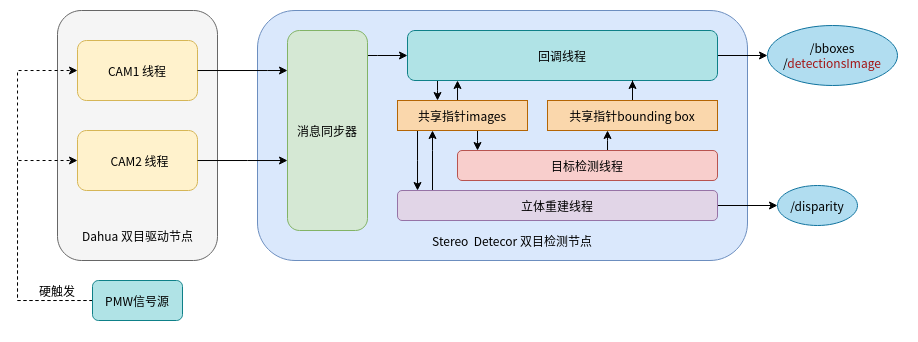 CAM1 线程
CAM2 线程
Dahua 双目驱动节点
硬触发
PMW信号源
消息同步器
回调线程
共享指针images
共享指针bounding box
目标检测线程
立体重建线程
Stereo Detecor 双目检测节点
/bboxes
/detectionsImage
/disparity